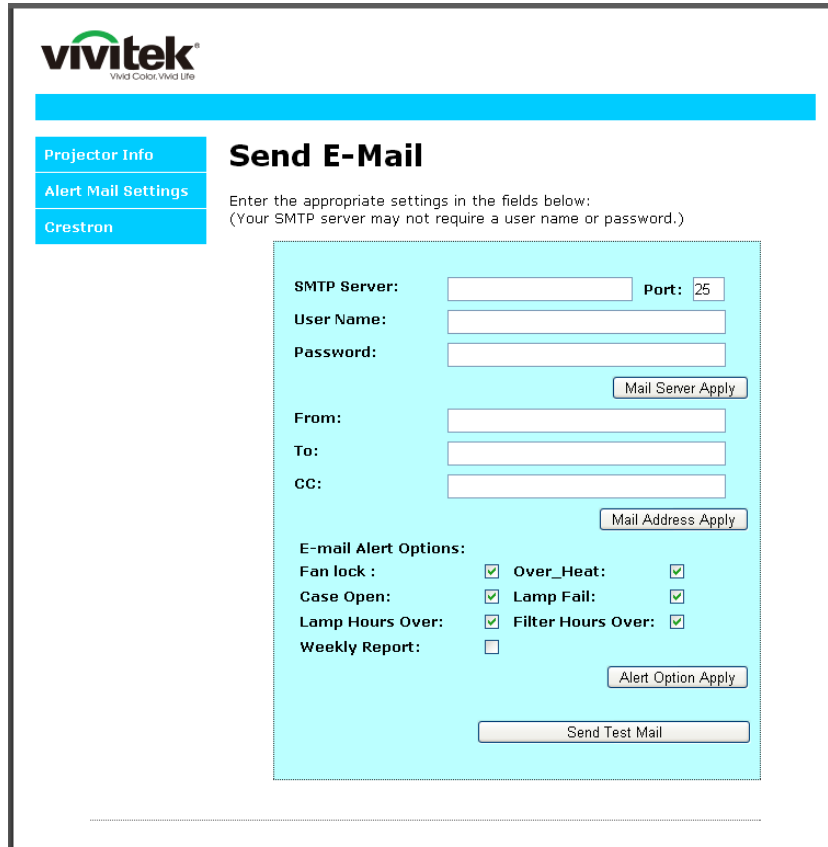 vivitek®
Vivid Color, Vivid Life
Projector Info
Alert Mail Settings
Crestron
Send E-Mail
Enter the appropriate settings in the fields below:
(Your SMTP server may not require a user name or password.)
SMTP Server: Port: 25
User Name:
Password:
Mail Server Apply
From:
To:
CC:
Mail Address Apply
E-mail Alert Options:
Fan lock : Over_Heat:
Case Open: Lamp Fail:
Lamp Hours Over: Filter Hours Over:
Weekly Report:
Alert Option Apply
Send Test Mail